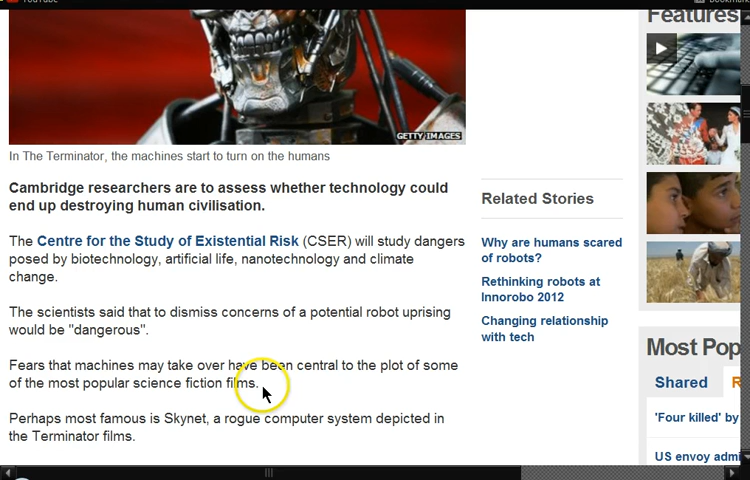 YouTube
GETTY IMAGES
In The Terminator, the machines start to turn on the humans
Cambridge researchers are to assess whether technology could
end up destroying human civilisation.
The Centre for the Study of Existential Risk (CSER) will study dangers
posed by biotechnology, artificial life, nanotechnology and climate
change.
The scientists said that to dismiss concerns of a potential robot uprising
would be "dangerous".
Fears that machines may take over have been central to the plot of some
of the most popular science fiction films.
Perhaps most famous is Skynet, a rogue computer system depicted in
the Terminator films.
Related Stories
Why are humans scared
of robots?
Rethinking robots at
Innorobo 2012
Changing relationship
with tech
Features
Most Pop
Shared
'Four killed' by
US envoy admi